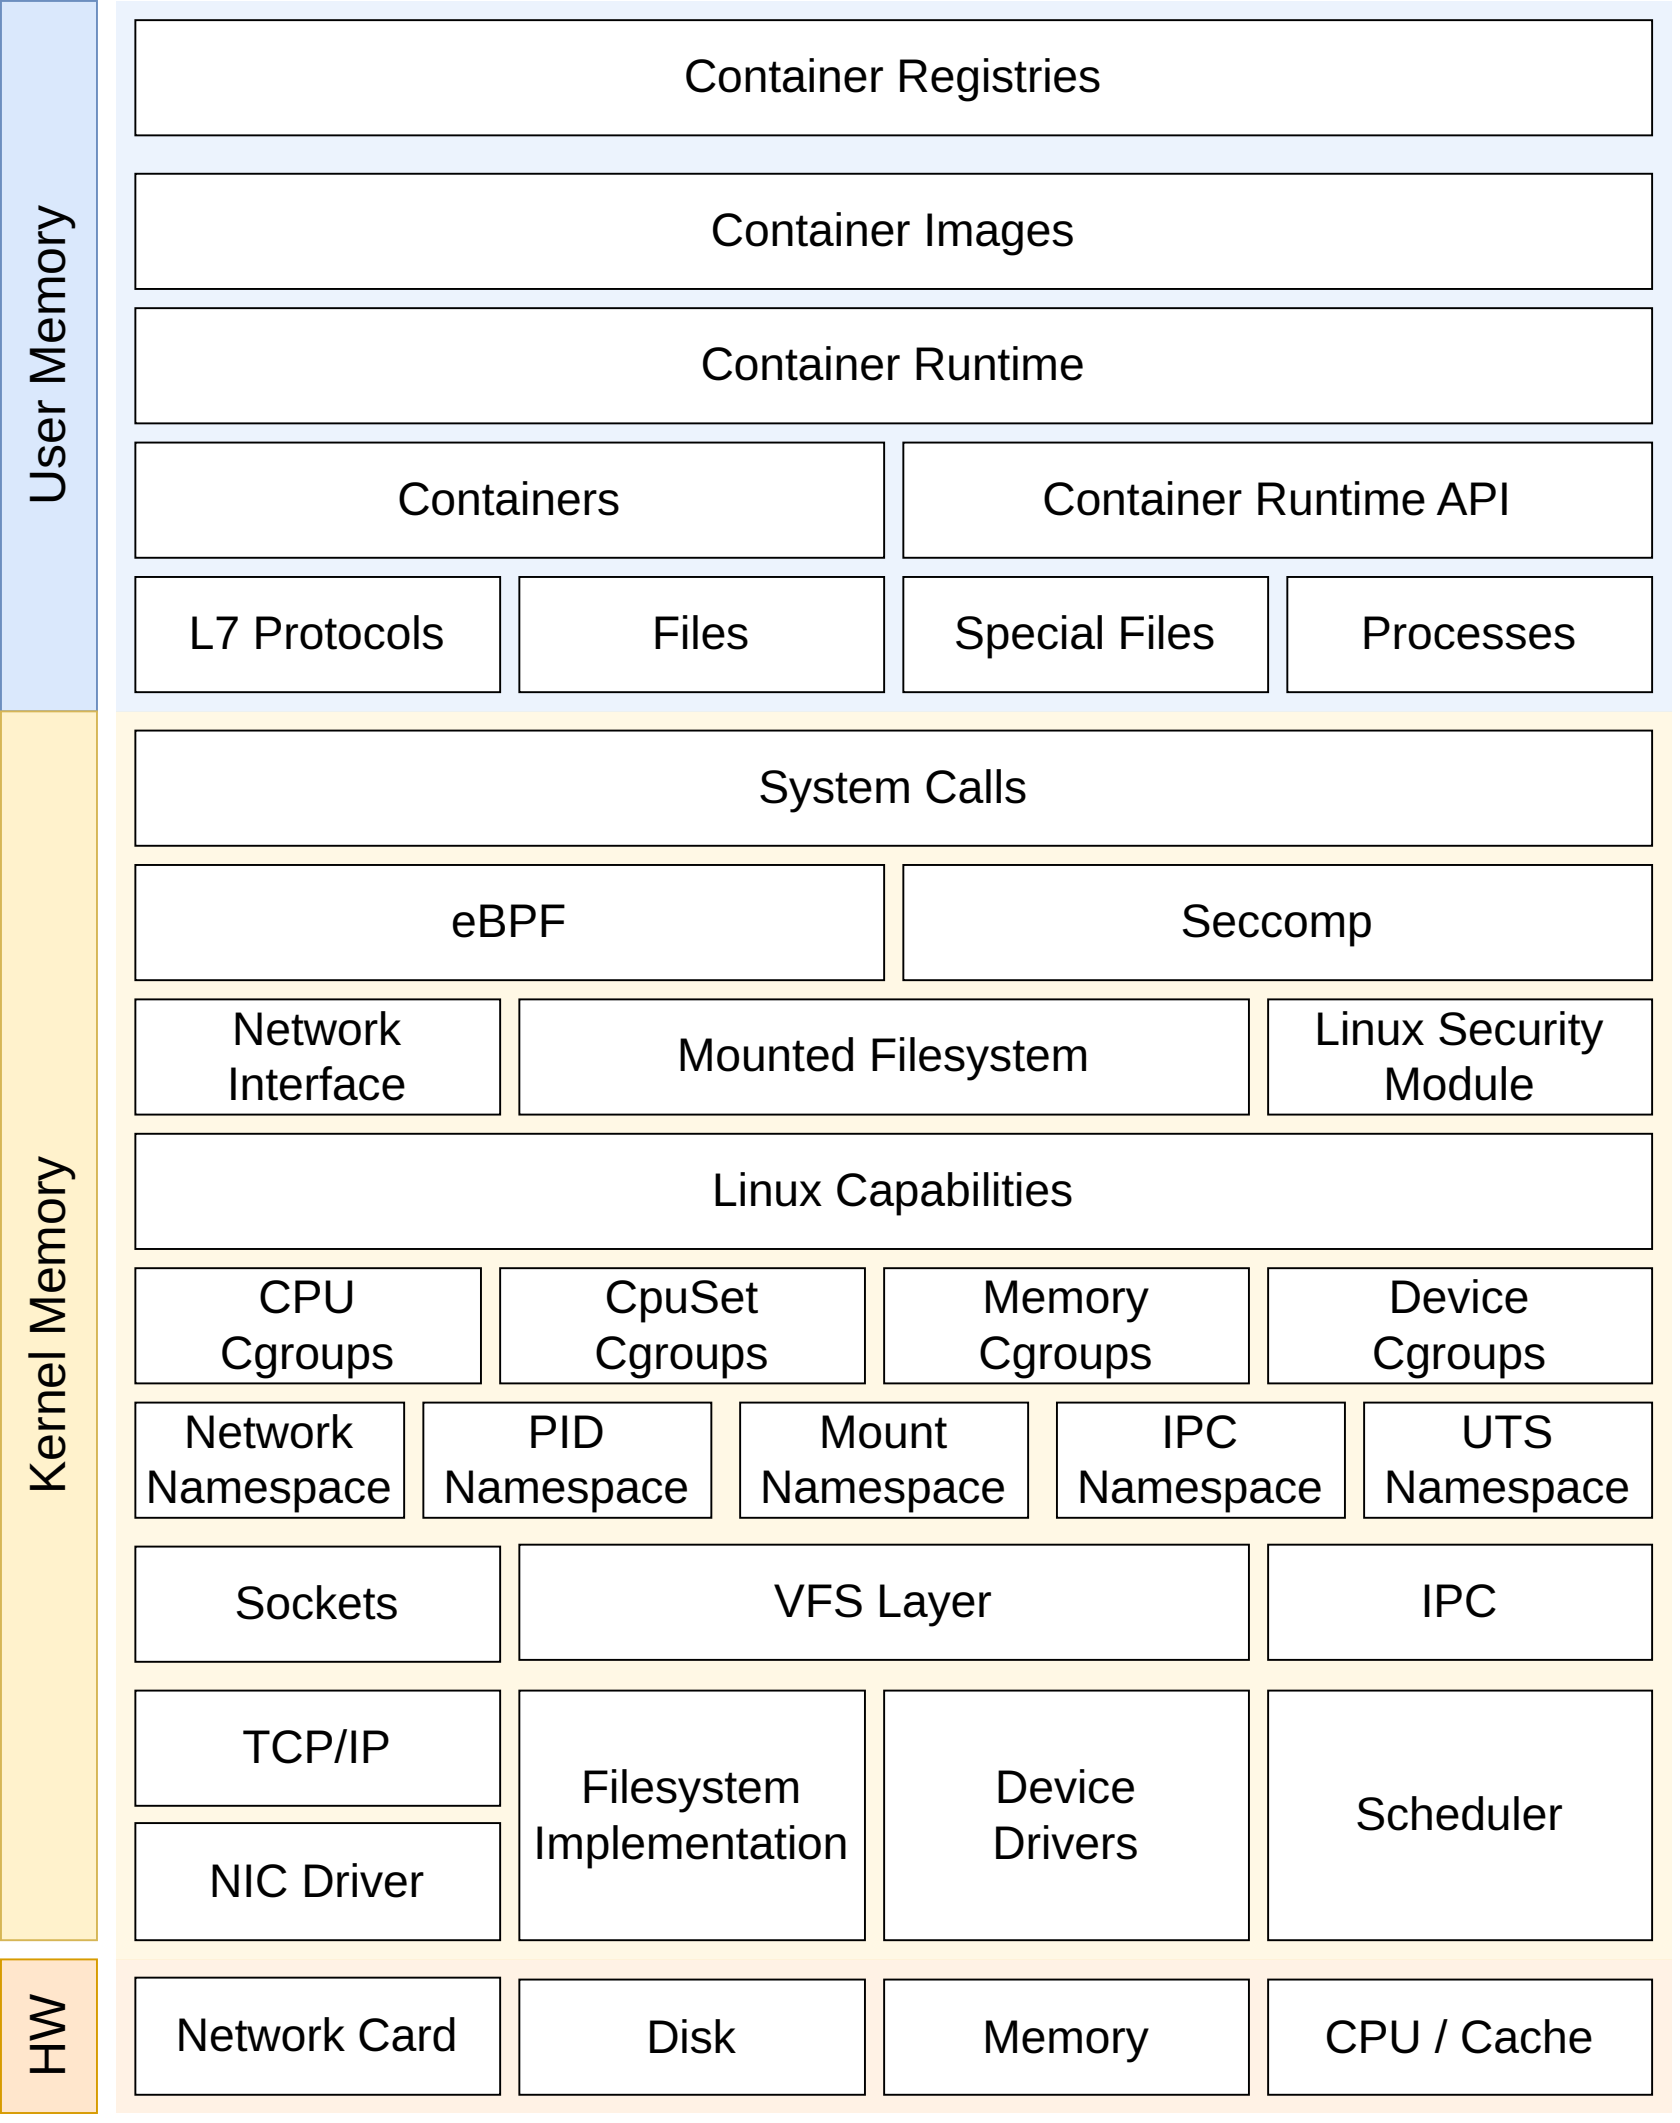 User Memory
Container Registries
Container Images
Container Runtime
Containers
Container Runtime API
L7 Protocols
Files
Special Files
Processes
Kernel Memory
System Calls
eBPF
Seccomp
Network
Interface
Mounted Filesystem
Linux Security
Module
Linux Capabilities
CPU
Cgroups
CpuSet
Cgroups
Memory
Cgroups
Device
Cgroups
Network
Namespace
PID
Namespace
Mount
Namespace
IPC
Namespace
UTS
Namespace
Sockets
VFS Layer
IPC
TCP/IP
NIC Driver
Filesystem
Implementation
Device
Drivers
Scheduler
HW
Network Card
Disk
Memory
CPU / Cache